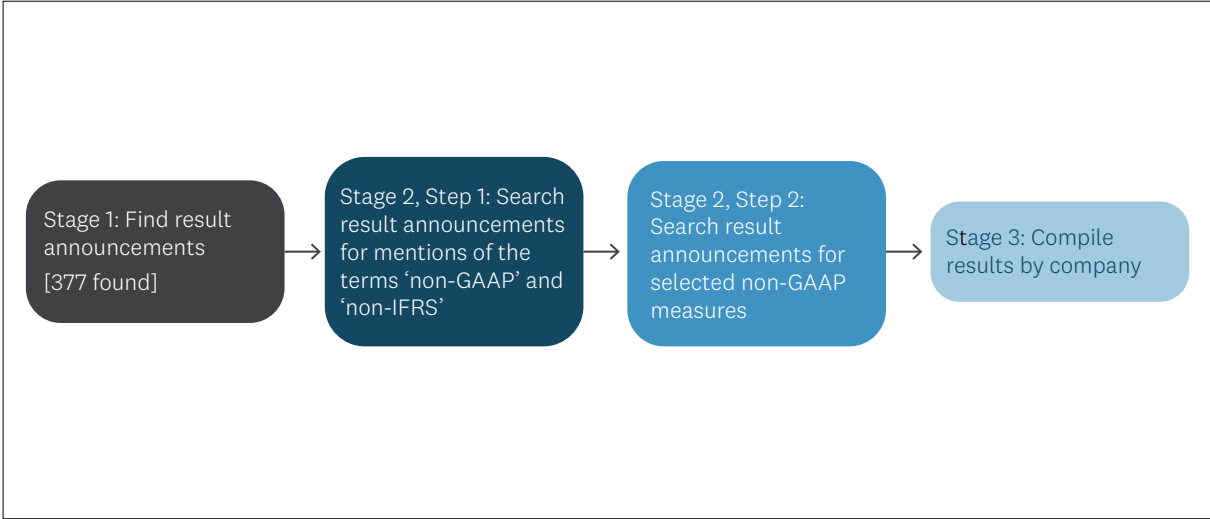 Stage 1: Find result
announcements
[377 found]
Stage 2, Step 1: Search
result announcements
for mentions of the
terms ‘non-GAAP’ and
‘non-IFRS’
Stage 2, Step 2:
Search result
announcements for
selected non-GAAP
measures
Stage 3: Compile
results by company